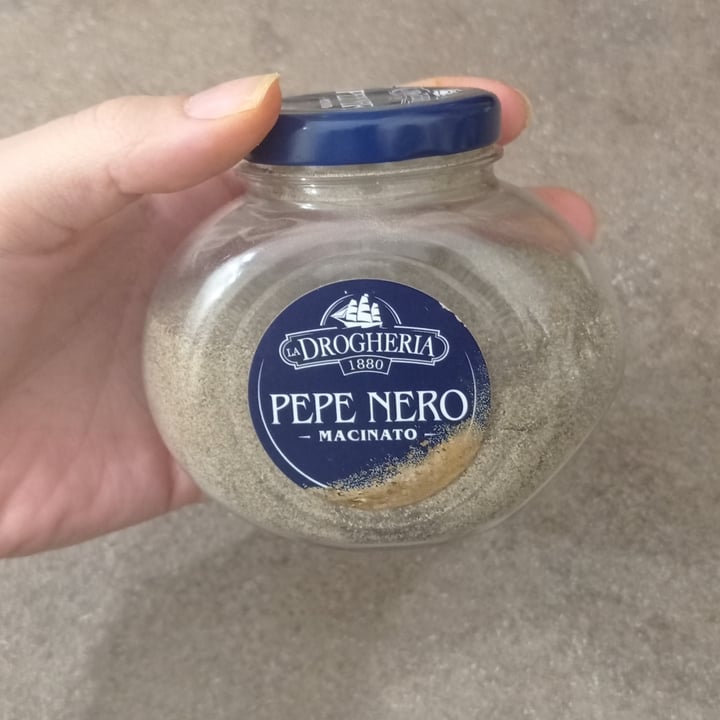 LA DROGHERIA
1880
PEPE NERO
– MACINATO –